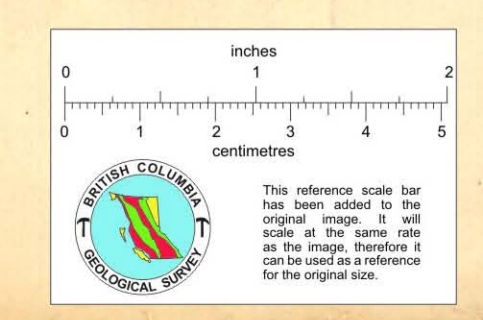 inches
0 1 2
0 1 2 3 4 5
centimetres
BRITISH COLUMBIA
GEOLOGICAL SURVEY
This reference scale bar
has been added to the
original image. It will
scale at the same rate
as the image, therefore it
can be used as a reference
for the original size.